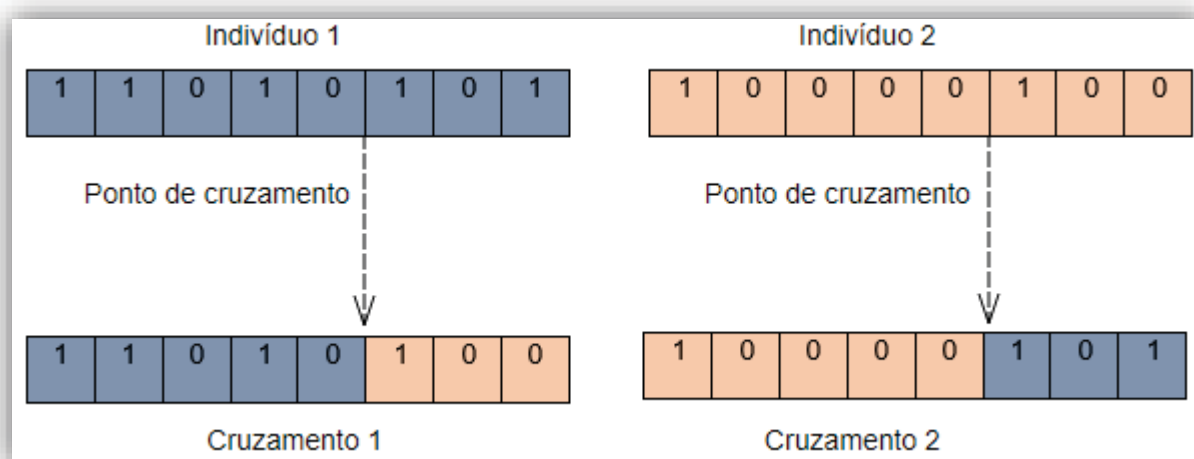 Indivíduo 1 Indivíduo 2
1 1 0 1 0 1 0 1 1 0 0 0 0 1 0 0
Ponto de cruzamento Ponto de cruzamento
1 1 0 1 0 1 0 0 1 0 0 0 0 1 0 1
Cruzamento 1 Cruzamento 2